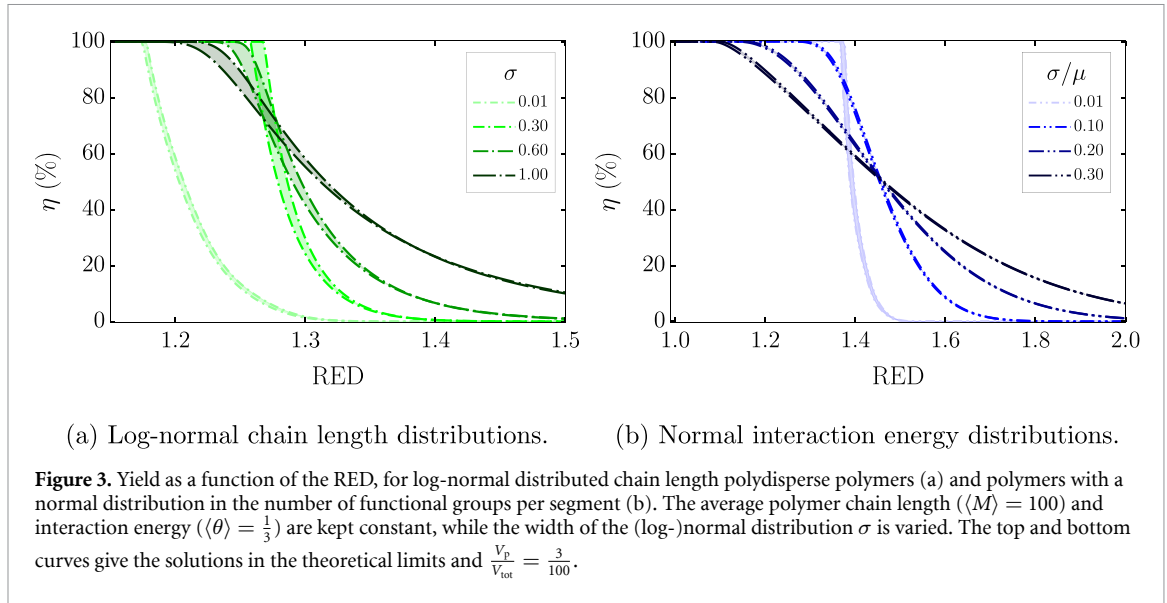 100
80
60
40
20
0
η (%)
1.2
1.3
1.4
1.5
RED
σ
0.01
0.30
0.60
1.00
100
80
60
40
20
0
η (%)
1.0
1.2
1.4
1.6
1.8
2.0
RED
σ/μ
0.01
0.10
0.20
0.30
(a) Log-normal chain length distributions.
(b) Normal interaction energy distributions.
Figure 3. Yield as a function of the RED, for log-normal distributed chain length polydisperse polymers (a) and polymers with a
normal distribution in the number of functional groups per segment (b). The average polymer chain length (⟨M⟩ = 100) and
interaction energy (⟨θ⟩ = 1/3) are kept constant, while the width of the (log-)normal distribution σ is varied. The top and bottom
curves give the solutions in the theoretical limits and V_p/V_tot = 3/100.